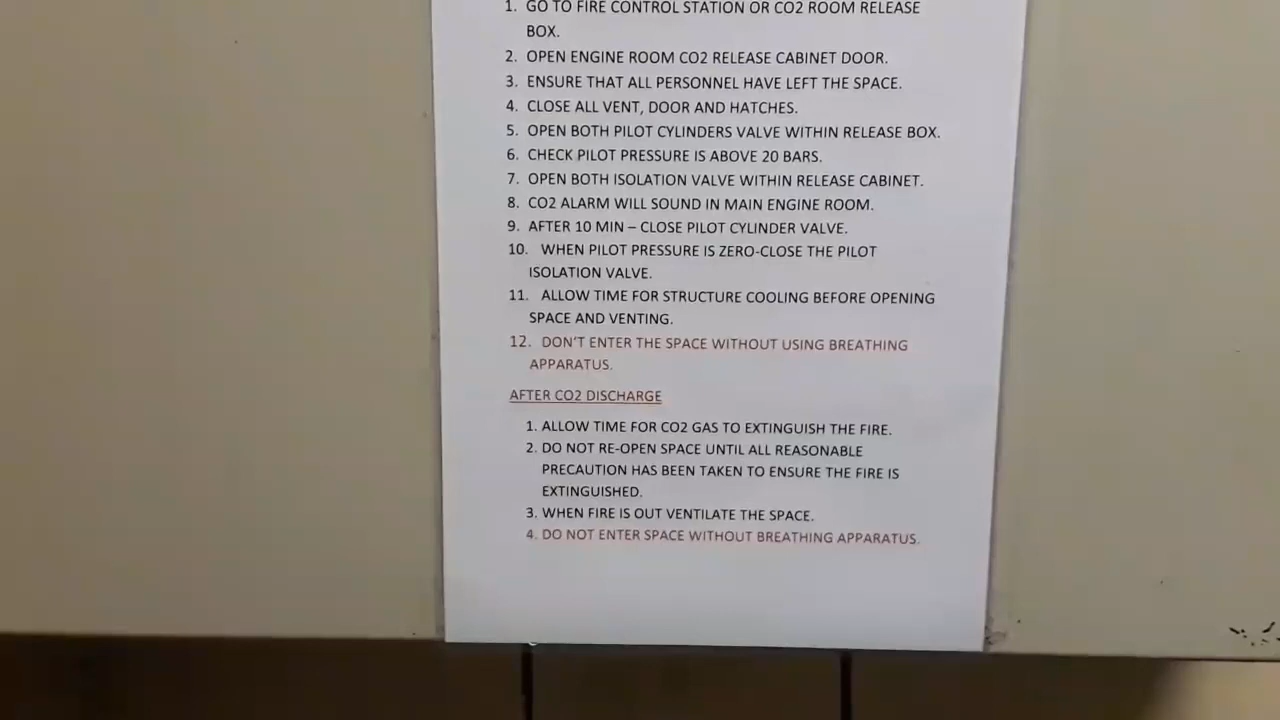 1. GO TO FIRE CONTROL STATION OR CO2 ROOM RELEASE
BOX.
2. OPEN ENGINE ROOM CO2 RELEASE CABINET DOOR.
3. ENSURE THAT ALL PERSONNEL HAVE LEFT THE SPACE.
4. CLOSE ALL VENT, DOOR AND HATCHES.
5. OPEN BOTH PILOT CYLINDERS VALVE WITHIN RELEASE BOX.
6. CHECK PILOT PRESSURE IS ABOVE 20 BARS.
7. OPEN BOTH ISOLATION VALVE WITHIN RELEASE CABINET.
8. CO2 ALARM WILL SOUND IN MAIN ENGINE ROOM.
9. AFTER 10 MIN – CLOSE PILOT CYLINDER VALVE.
10. WHEN PILOT PRESSURE IS ZERO-CLOSE THE PILOT
ISOLATION VALVE.
11. ALLOW TIME FOR STRUCTURE COOLING BEFORE OPENING
SPACE AND VENTING.
12. DON'T ENTER THE SPACE WITHOUT USING BREATHING
APPARATUS.
AFTER CO2 DISCHARGE
1. ALLOW TIME FOR CO2 GAS TO EXTINGUISH THE FIRE.
2. DO NOT RE-OPEN SPACE UNTIL ALL REASONABLE
PRECAUTION HAS BEEN TAKEN TO ENSURE THE FIRE IS
EXTINGUISHED.
3. WHEN FIRE IS OUT VENTILATE THE SPACE.
4. DO NOT ENTER SPACE WITHOUT BREATHING APPARATUS.